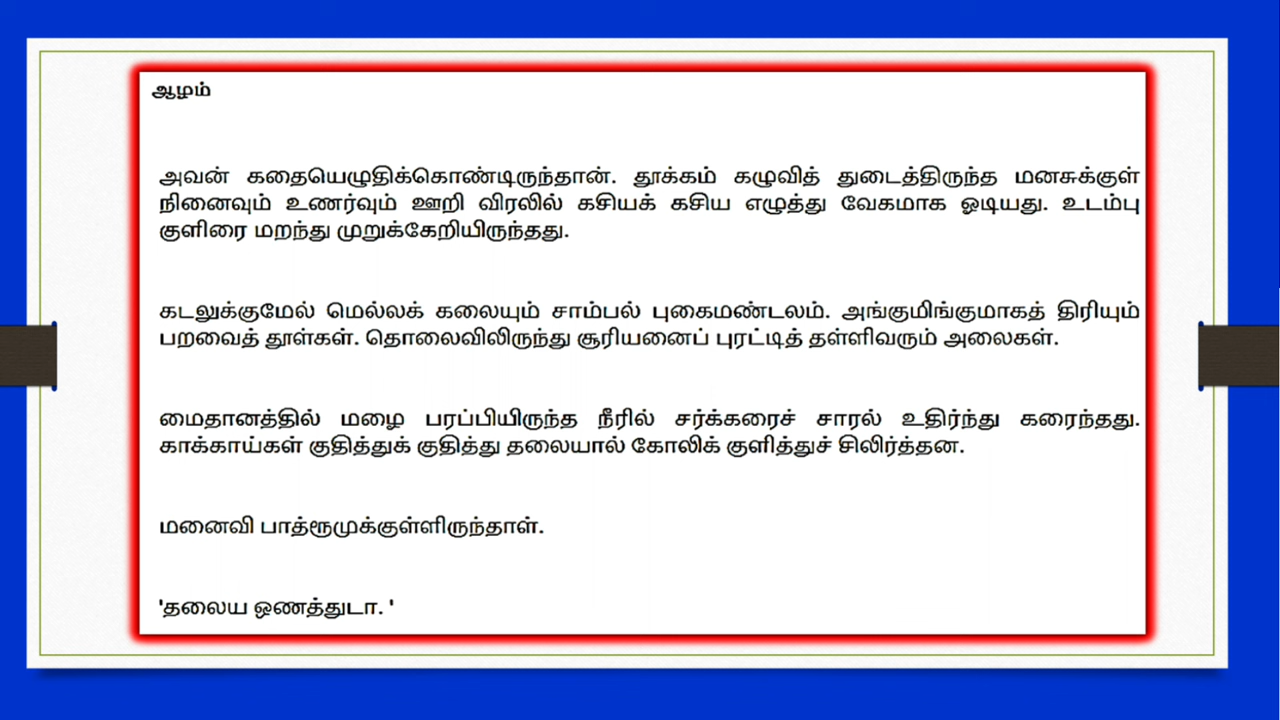 ஆழம்
அவன் கதையெழுதிக்கொண்டிருந்தான். தூக்கம் கழுவித் துடைத்திருந்த மனசுக்குள்
நினைவும் உணர்வும் ஊறி விரலில் கசியக் கசிய எழுத்து வேகமாக ஓடியது. உடம்பு
குளிரை மறந்து முறுக்கேறியிருந்தது.
கடலுக்குமேல் மெல்லக் கலையும் சாம்பல் புகைமண்டலம். அங்குமிங்குமாகத் திரியும்
பறவைத் தூள்கள். தொலைவிலிருந்து சூரியனைப் புரட்டித் தள்ளிவரும் அலைகள்.
மைதானத்தில் மழை பரப்பியிருந்த நீரில் சர்க்கரைச் சாரல் உதிர்ந்து கரைந்தது.
காக்காய்கள் குதித்துக் குதித்து தலையால் கோலிக் குளித்துச் சிலிர்த்தன.
மனைவி பாத்ரூமுக்குள்ளிருந்தாள்.
'தலைய ஒணத்துடா. '